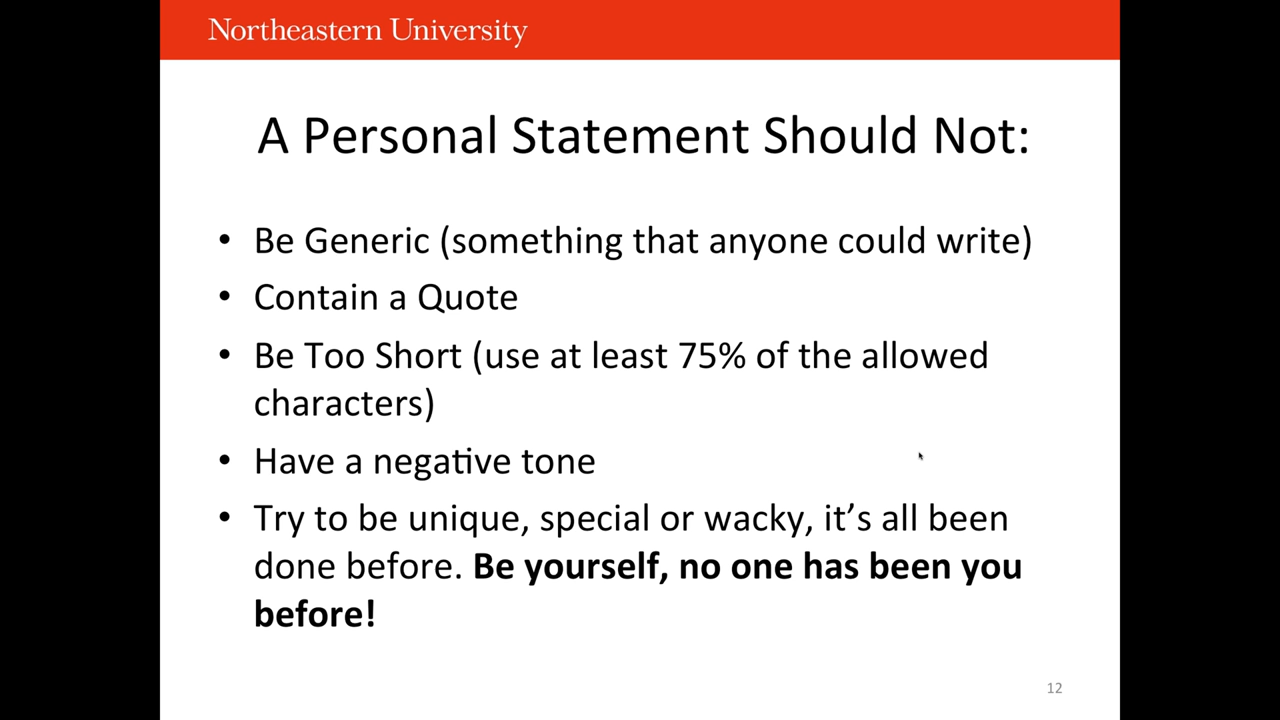 Northeastern University
A Personal Statement Should Not:
• Be Generic (something that anyone could write)
• Contain a Quote
• Be Too Short (use at least 75% of the allowed
characters)
• Have a negative tone
• Try to be unique, special or wacky, it’s all been
done before. Be yourself, no one has been you
before!
12